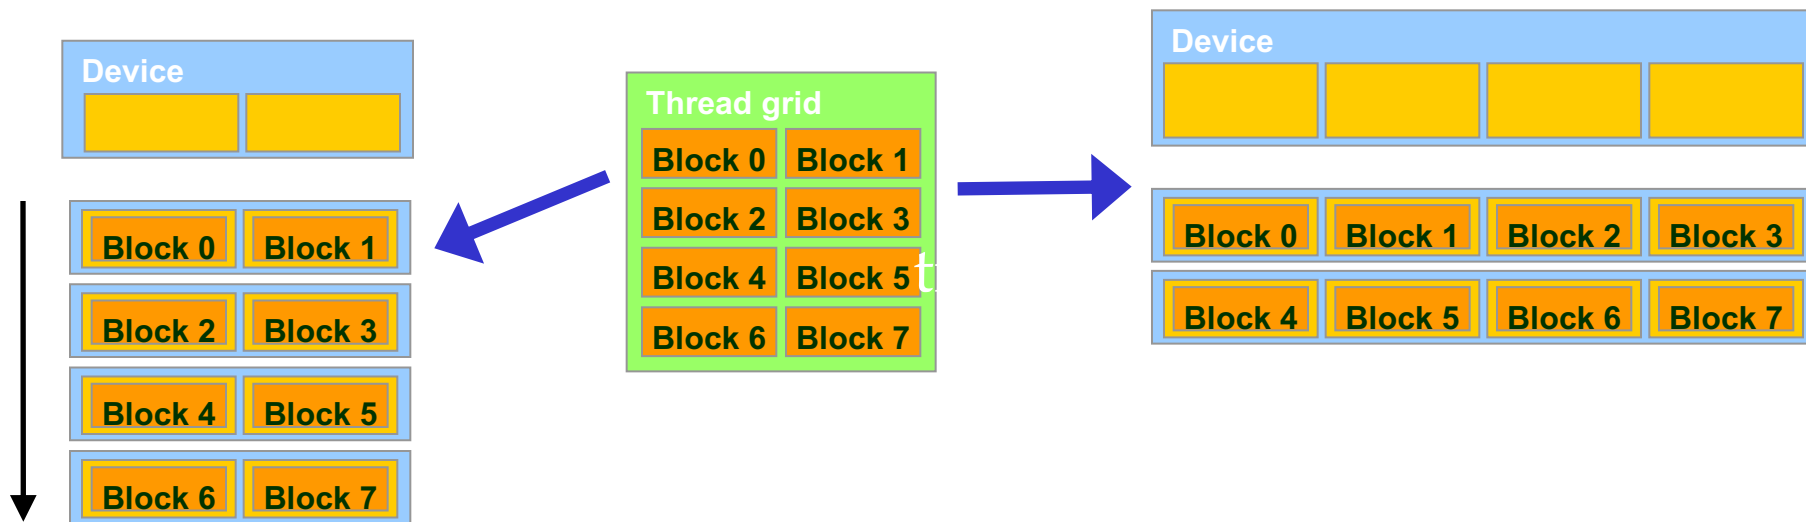 Device
Block 0 Block 1
Block 2 Block 3
Block 4 Block 5
Block 6 Block 7
Thread grid
Block 0 Block 1
Block 2 Block 3
Block 4 Block 5
Block 6 Block 7
Device
Block 0 Block 1 Block 2 Block 3
Block 4 Block 5 Block 6 Block 7